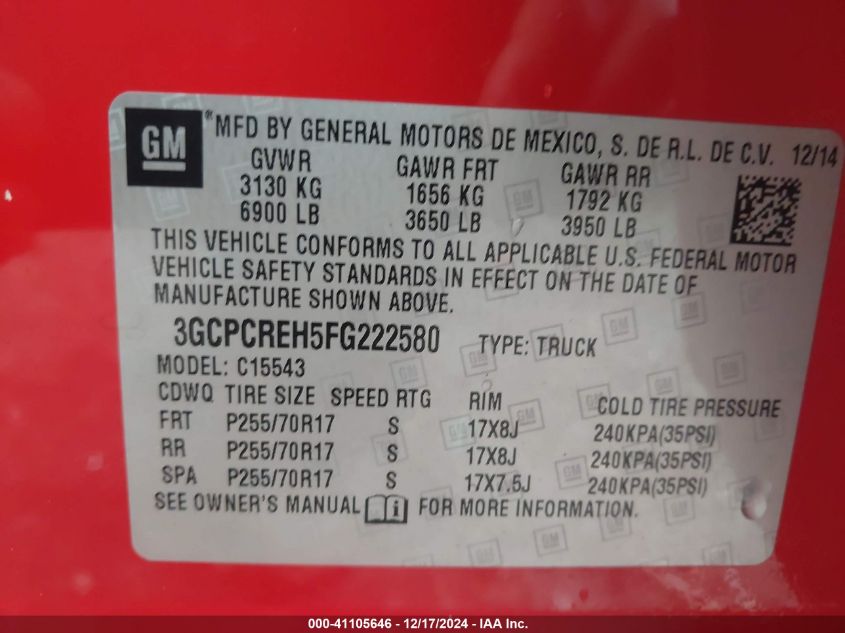 GM
®MFD BY GENERAL MOTORS DE MEXICO, S. DE R.L. DE C.V. 12/14
GVWR GAWR FRT GAWR RR
3130 KG 1656 KG 1792 KG
6900 LB 3650 LB 3950 LB
THIS VEHICLE CONFORMS TO ALL APPLICABLE U.S. FEDERAL MOTOR
VEHICLE SAFETY STANDARDS IN EFFECT ON THE DATE OF
MANUFACTURE SHOWN ABOVE.
3GCPCREH5FG222580 TYPE: TRUCK
MODEL: C15543
CDWQ TIRE SIZE SPEED RTG RIM COLD TIRE PRESSURE
FRT P255/70R17 S 17X8J 240KPA(35PSI)
RR P255/70R17 S 17X8J 240KPA(35PSI)
SPA P255/70R17 S 17X7.5J 240KPA(35PSI)
SEE OWNER'S MANUAL FOR MORE INFORMATION.
000-41105646 - 12/17/2024 - IAA Inc.